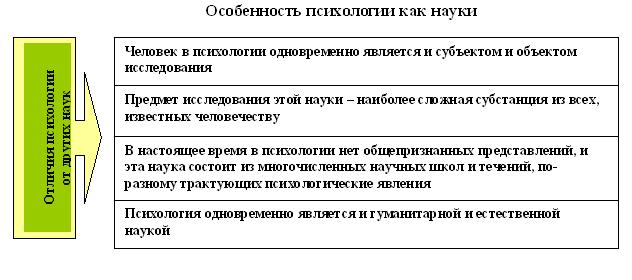 Особенность психологии как науки
Отличия психологии
от других наук
Человек в психологии одновременно является и субъектом и объектом
исследования
Предмет исследования этой науки – наиболее сложная субстанция из всех,
известных человечеству
В настоящее время в психологии нет общепризнанных представлений, и
эта наука состоит из многочисленных научных школ и течений, по-
разному трактующих психологические явления
Психология одновременно является и гуманитарной и естественной
наукой